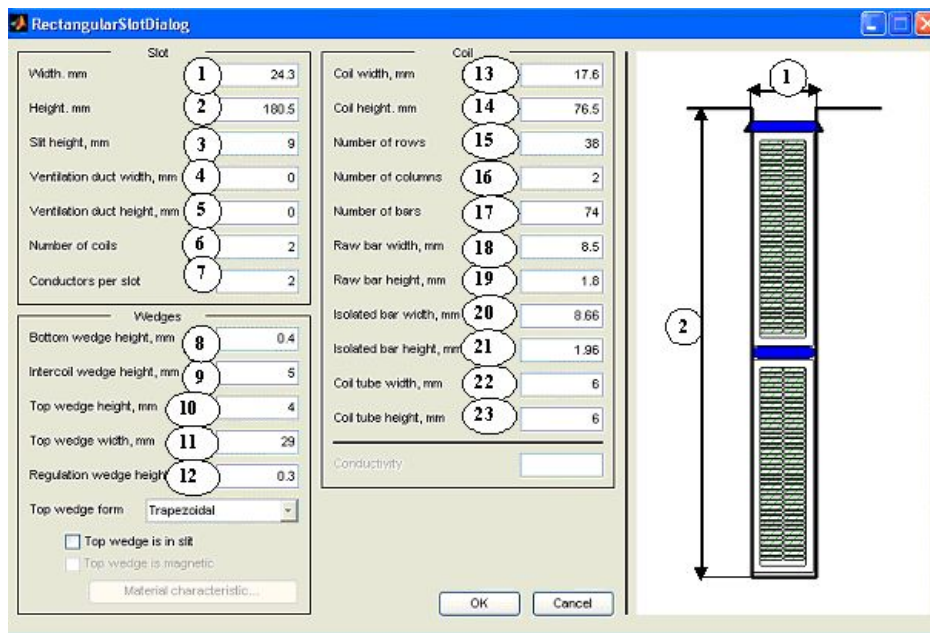 RectangularSlotDialog
Slot
Width. mm 1 24.3
Height. mm 2 180.5
Slit height, mm 3 9
Ventilation duct width, mm 4 0
Ventilation duct height, mm 5 0
Number of coils 6 2
Conductors per slot 7 2
Wedges
Bottom wedge height, mm 8 0.4
Intercoil wedge height, mm 9 5
Top wedge height, mm 10 4
Top wedge width, mm 11 29
Regulation wedge heigh 12 0.3
Top wedge form Trapezoidal
Top wedge is in slit
Top wedge is magnetic
Material characteristic...
Coil
Coil width, mm 13 17.6
Coil height. mm 14 76.5
Number of rows 15 38
Number of columns 16 2
Number of bars 17 74
Raw bar width, mm 18 8.5
Raw bar height, mm 19 1.8
Isolated bar width, mm 20 8.66
Isolated bar height, mm 21 1.96
Coil tube width, mm 22 6
Coil tube height, mm 23 6
Conductivity
OK Cancel
1
2